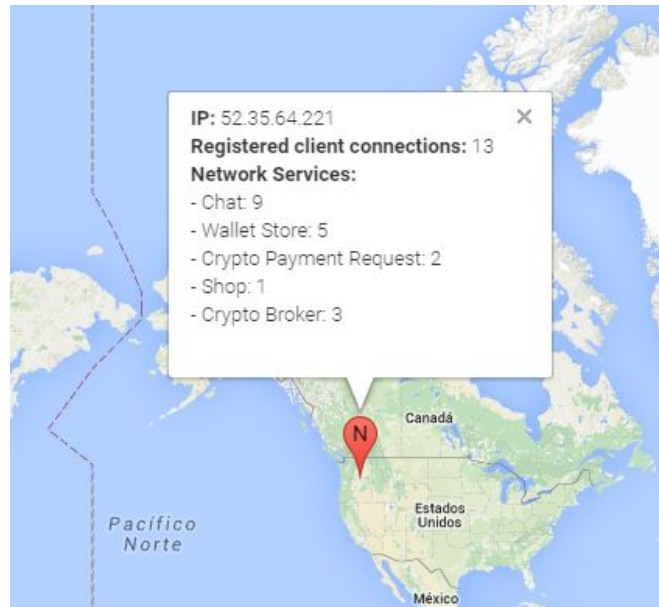 IP: 52.35.64.221
Registered client connections: 13
Network Services:
- Chat: 9
- Wallet Store: 5
- Crypto Payment Request: 2
- Shop: 1
- Crypto Broker: 3
N
Canadá
Estados
Unidos
Pacífico
Norte
México